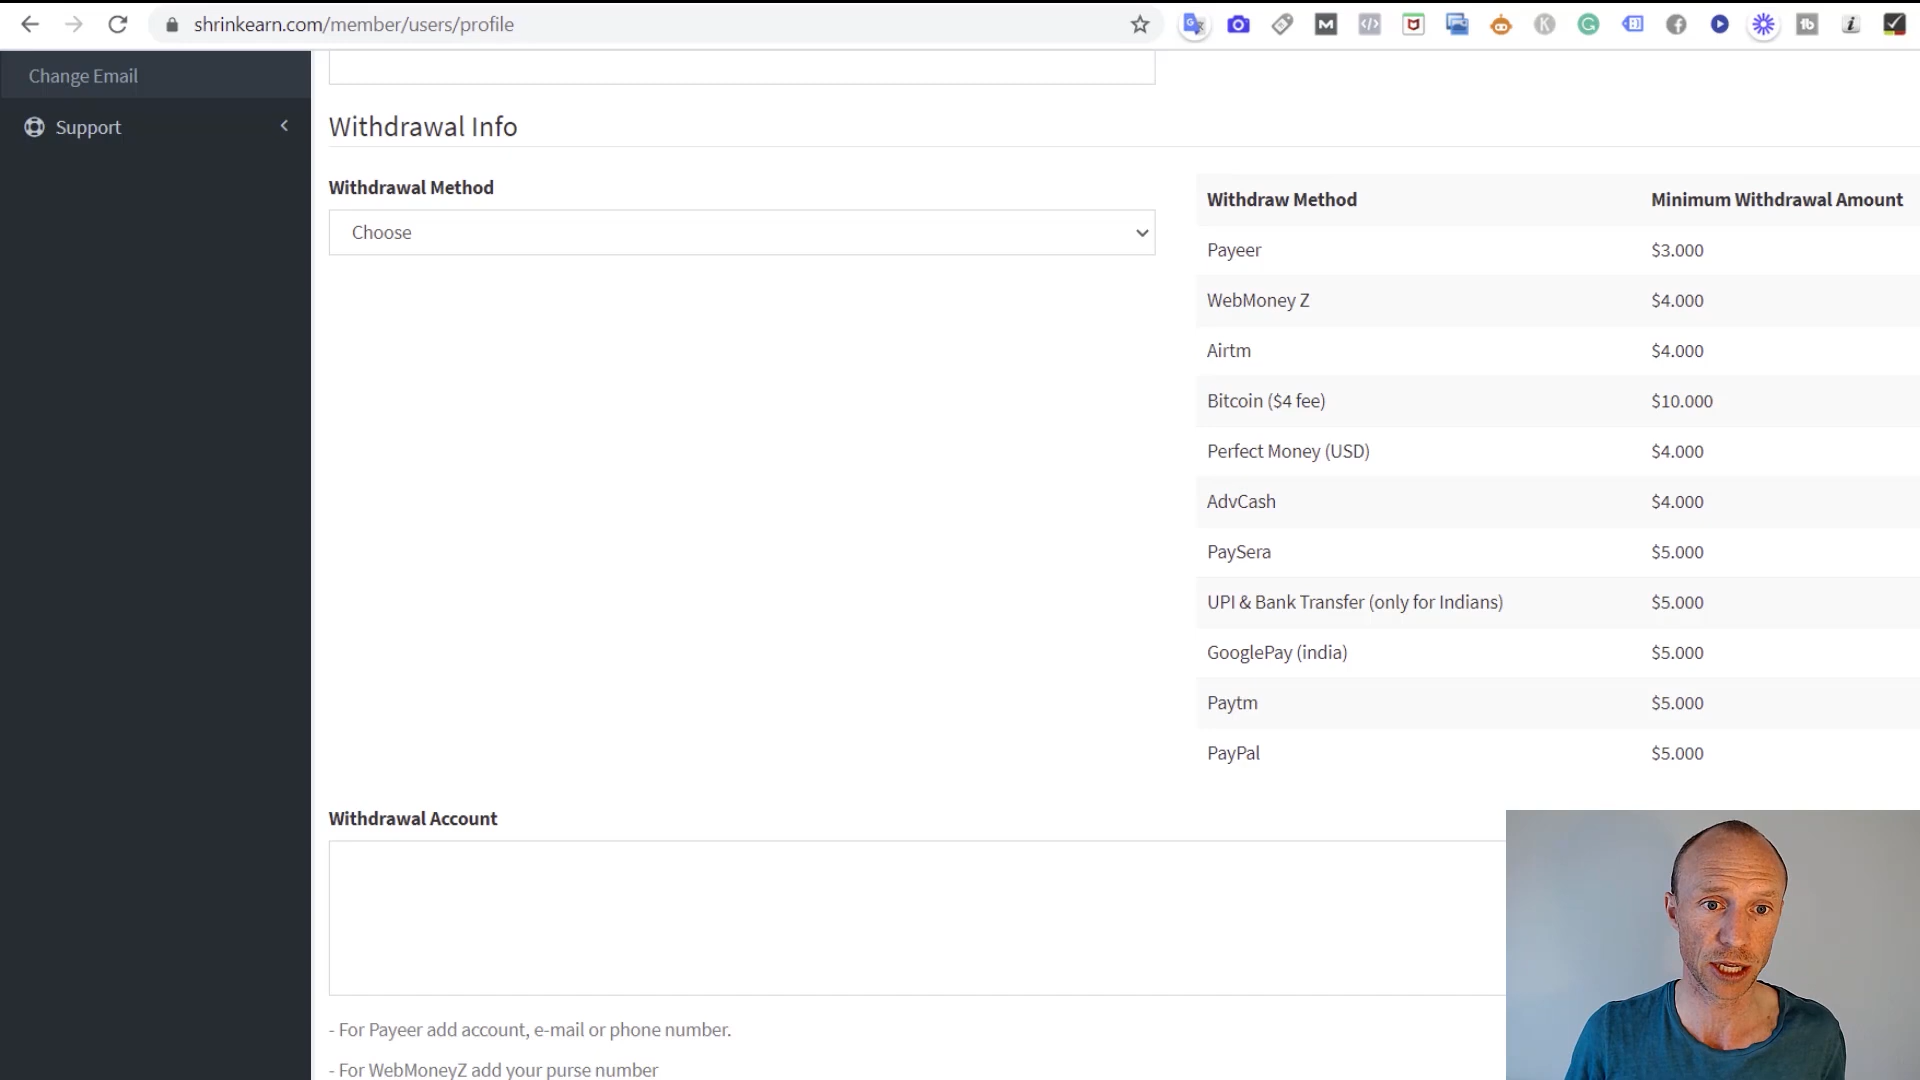 shrinkearn.com/member/users/profile
Change Email
Support
Withdrawal Info
Withdrawal Method
Choose
Withdraw Method Minimum Withdrawal Amount
Payeer $3.000
WebMoney Z $4.000
Airtm $4.000
Bitcoin ($4 fee) $10.000
Perfect Money (USD) $4.000
AdvCash $4.000
PaySera $5.000
UPI & Bank Transfer (only for Indians) $5.000
GooglePay (india) $5.000
Paytm $5.000
PayPal $5.000
Withdrawal Account
- For Payeer add account, e-mail or phone number.
- For WebMoneyZ add your purse number